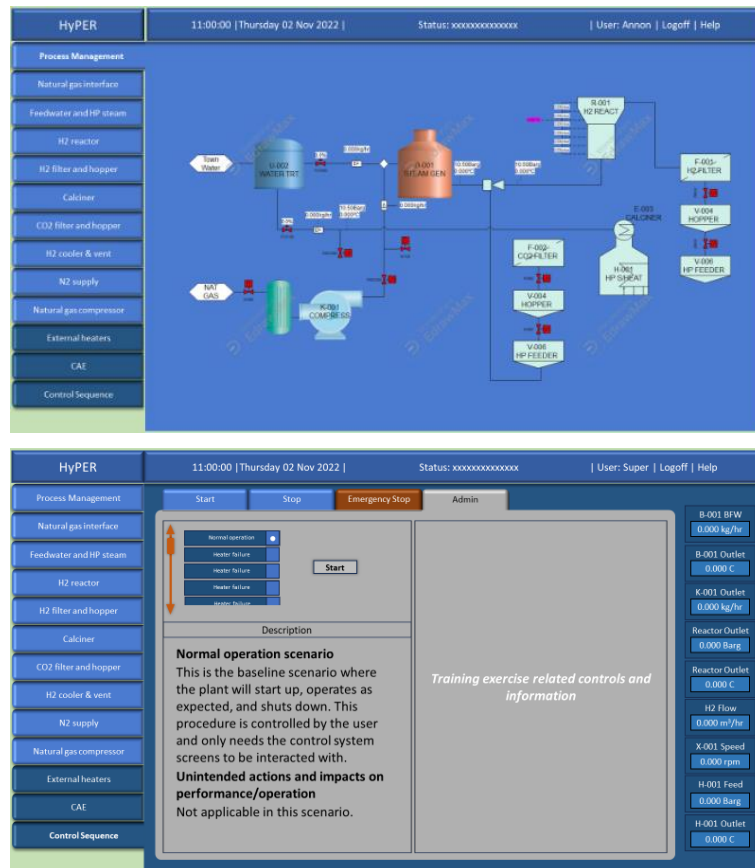 HyPER
11:00:00 |Thursday 02 Nov 2022 |
Status: xxxxxxxxxxxxxx
| User: Annon | Logoff | Help
Process Management
Natural gas interface
Feedwater and HP steam
H2 reactor
H2 filter and hopper
Calciner
CO2 filter and hopper
H2 cooler & vent
N2 supply
Natural gas compressor
External heaters
CAE
Control Sequence
Town
Water
WATER TRT
STEAM GEN
R-001
H2 REACT
F-001
H2 FILTER
V-004
HOPPER
V-006
HP FEEDER
CALCINER
H-001
HP S.HEAT
F-002
CO2 FILTER
V-004
HOPPER
V-006
HP FEEDER
NAT
GAS
K-001
COMPRESS
HyPER
11:00:00 |Thursday 02 Nov 2022 |
Status: xxxxxxxxxxxxxx
| User: Super | Logoff | Help
Process Management
Natural gas interface
Feedwater and HP steam
H2 reactor
H2 filter and hopper
Calciner
CO2 filter and hopper
H2 cooler & vent
N2 supply
Natural gas compressor
External heaters
CAE
Control Sequence
Start
Stop
Emergency Stop
Admin
Normal operation
Heater failure
Heater failure
Heater failure
Heater failure
Start
Description
Normal operation scenario
This is the baseline scenario where
the plant will start up, operates as
expected, and shuts down. This
procedure is controlled by the user
and only needs the control system
screens to be interacted with.
Unintended actions and impacts on
performance/operation
Not applicable in this scenario.
Training exercise related controls and
information
B-001 BFW
0.000 kg/hr
B-001 Outlet
0.000 C
K-001 Outlet
0.000 kg/hr
Reactor Outlet
0.000 Barg
Reactor Outlet
0.000 C
H2 Flow
0.000 m³/hr
X-001 Speed
0.000 rpm
H-001 Feed
0.000 Barg
H-001 Outlet
0.000 C